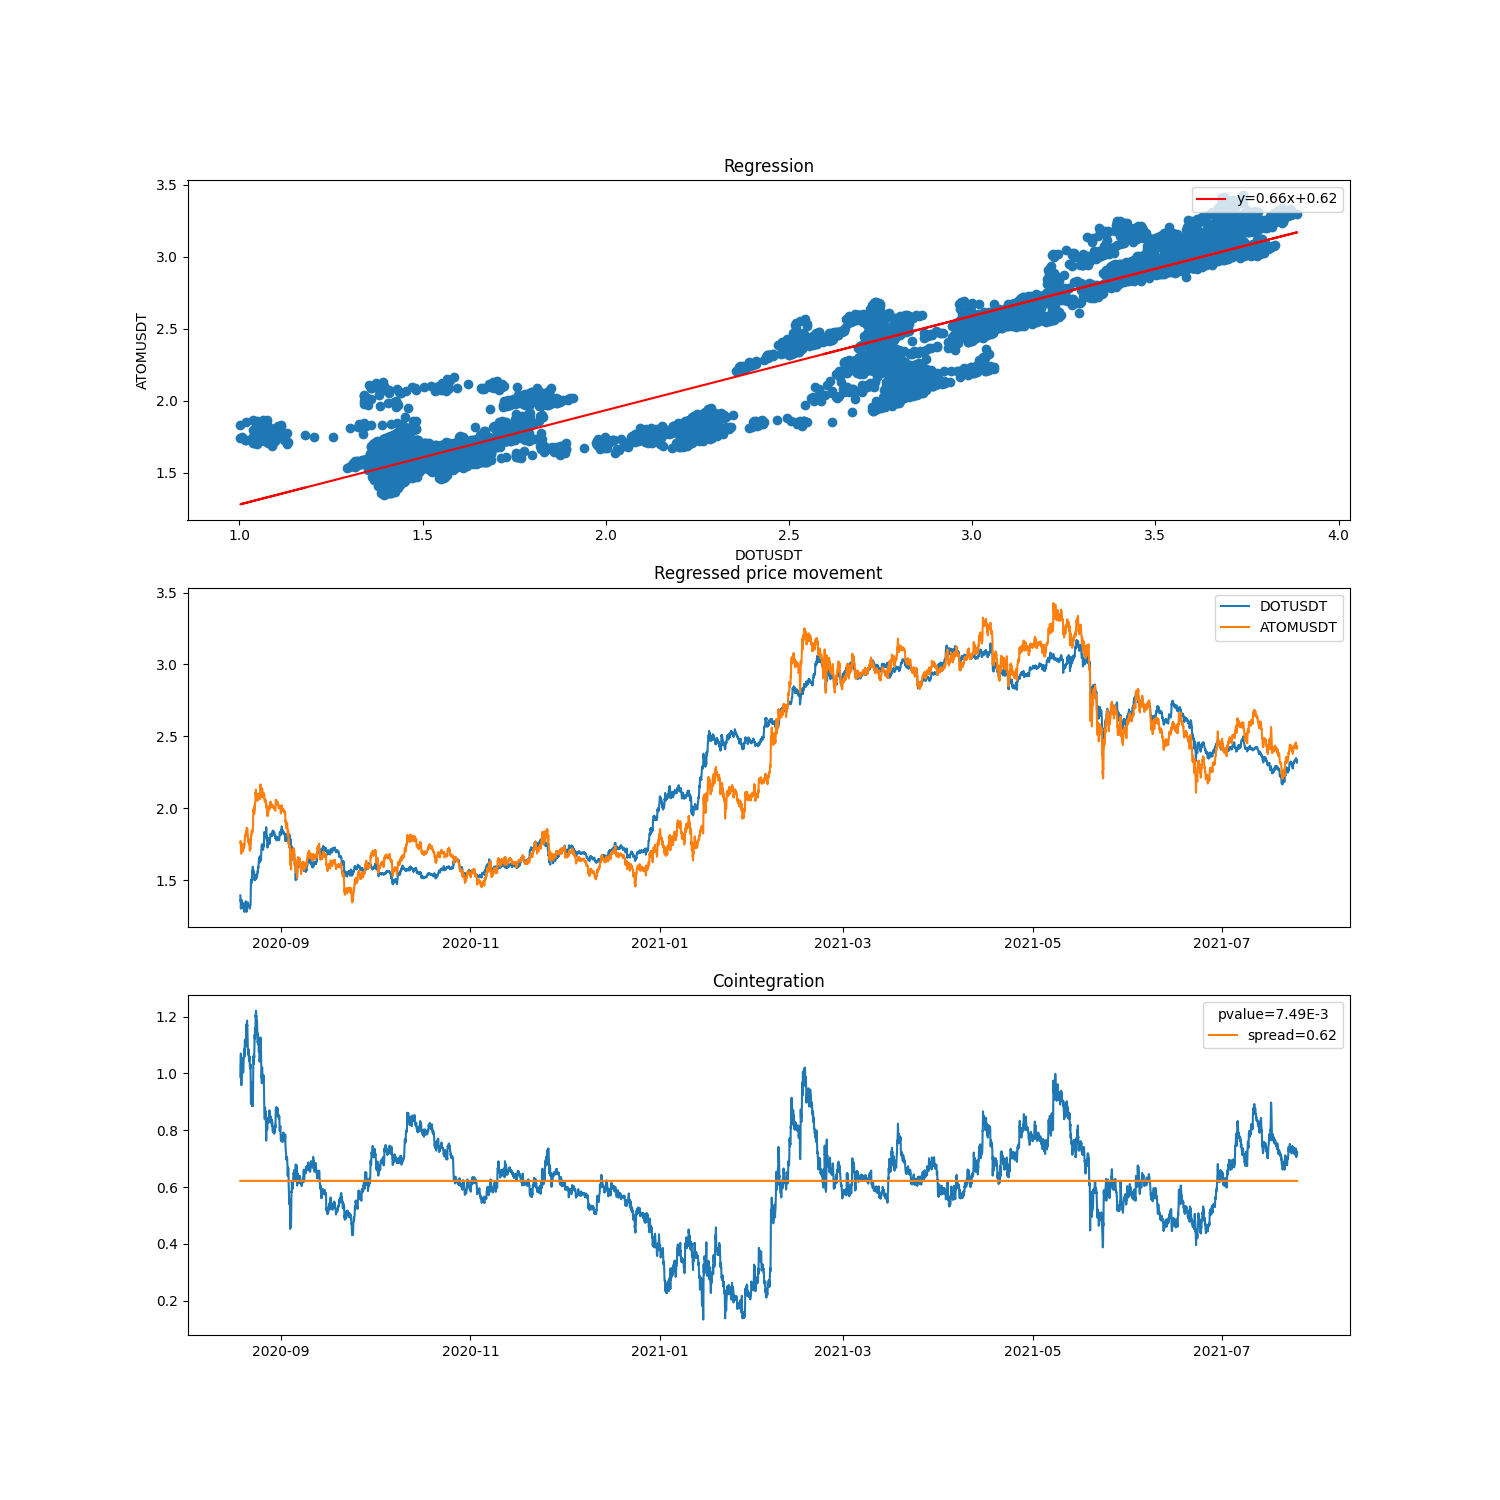 Regression
3.5
3.0
2.5
2.0
1.5
ATOMUSDT
y=0.66x+0.62
1.0 1.5 2.0 2.5 3.0 3.5 4.0
DOTUSDT
Regressed price movement
3.5
3.0
2.5
2.0
1.5
DOTUSDT
ATOMUSDT
2020-09 2020-11 2021-01 2021-03 2021-05 2021-07
Cointegration
1.2
1.0
0.8
0.6
0.4
0.2
pvalue=7.49E-3
spread=0.62
2020-09 2020-11 2021-01 2021-03 2021-05 2021-07